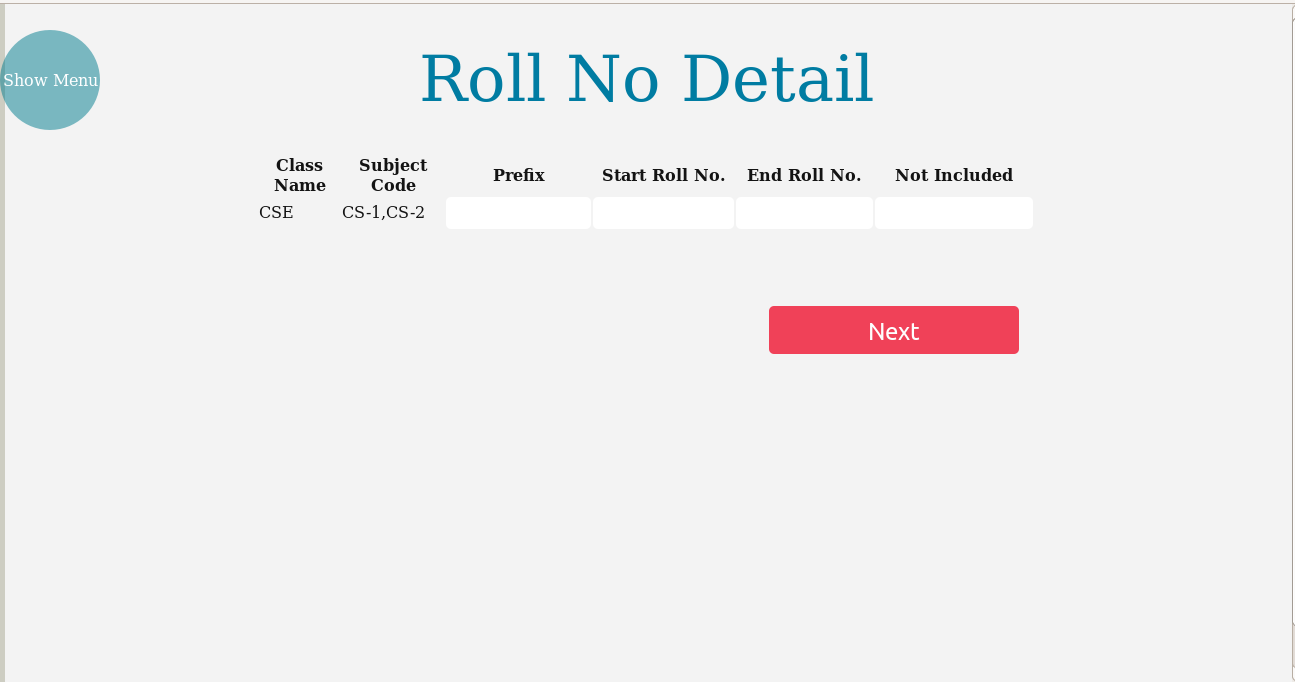 Show Menu
Roll No Detail
Class Name Subject Code Prefix Start Roll No. End Roll No. Not Included
CSE CS-1,CS-2
Next